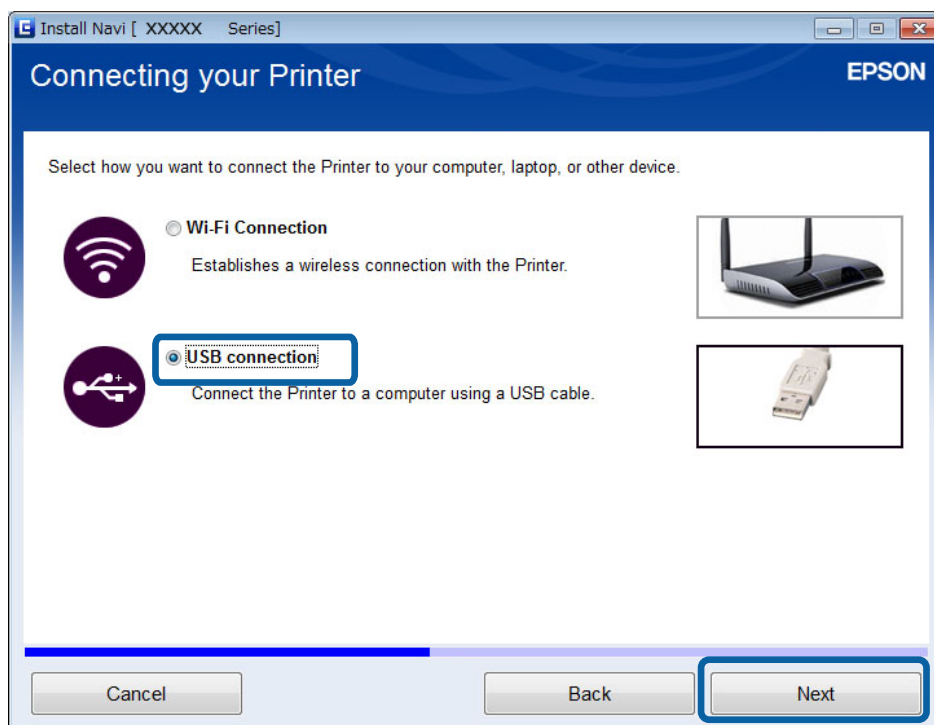 Install Navi [ XXXXX Series]
Connecting your Printer
EPSON
Select how you want to connect the Printer to your computer, laptop, or other device.
Wi-Fi Connection
Establishes a wireless connection with the Printer.
USB connection
Connect the Printer to a computer using a USB cable.
Cancel
Back
Next